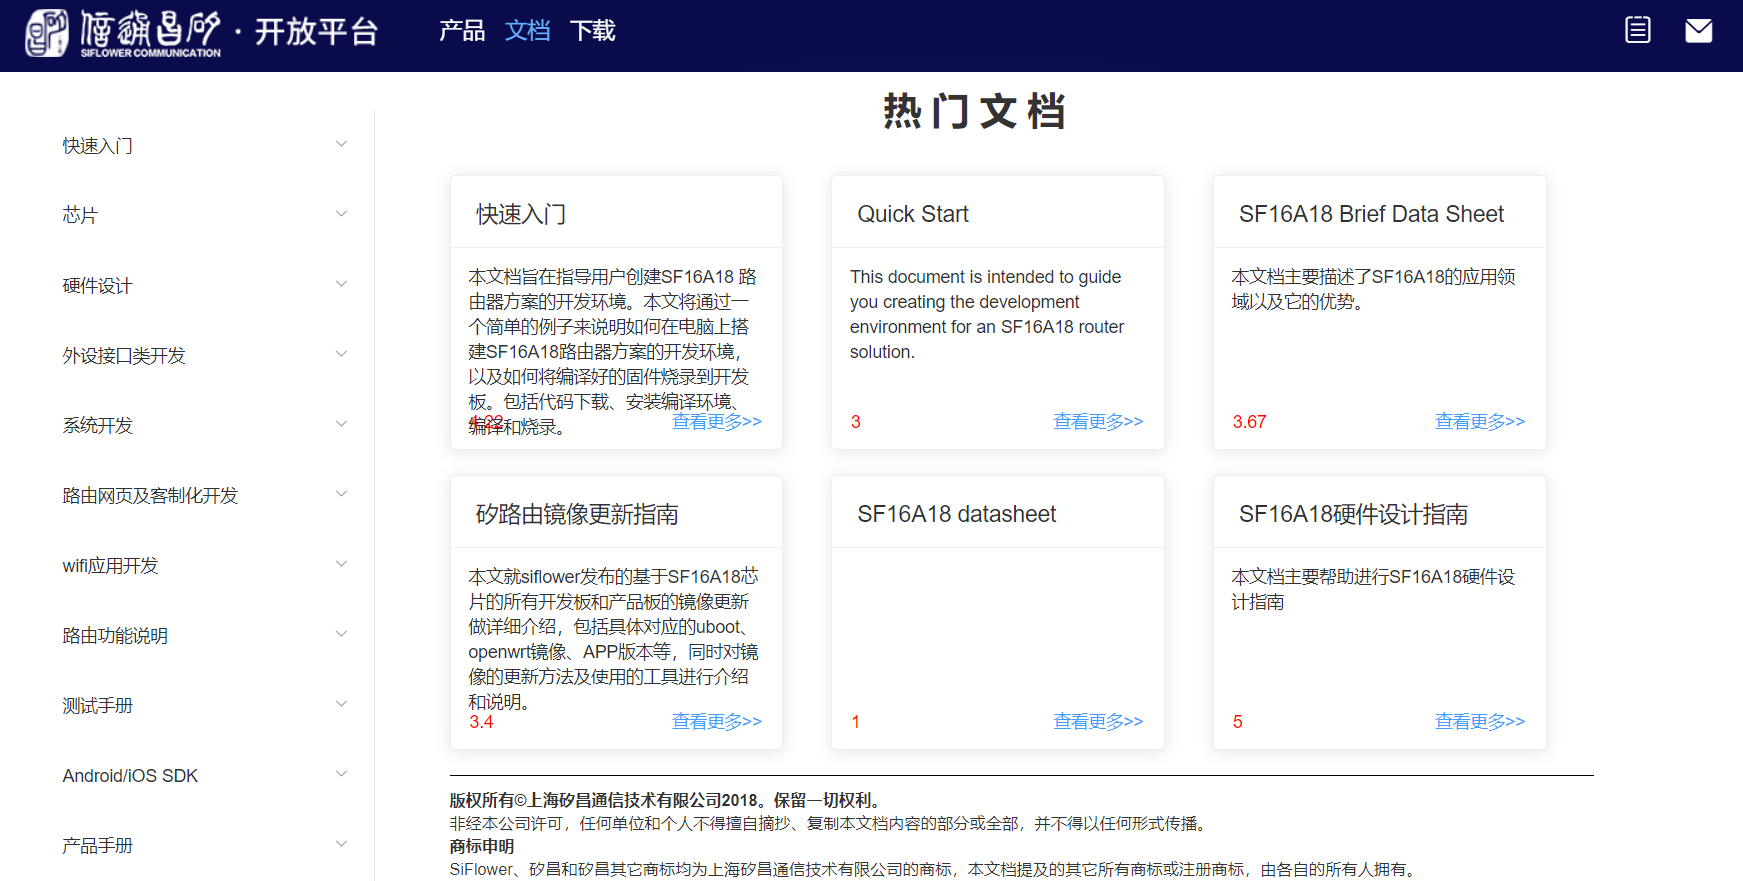 信矽昌矽 SIFLOWER COMMUNICATION · 开放平台
产品 文档 下载
热门文档
快速入门
芯片
硬件设计
外设接口类开发
系统开发
路由网页及客制化开发
wifi应用开发
路由功能说明
测试手册
Android/iOS SDK
产品手册
快速入门
本文档旨在指导用户创建SF16A18 路
由器方案的开发环境。本文将通过一
个简单的例子来说明如何在电脑上搭
建SF16A18路由器方案的开发环境，
以及如何将编译好的固件烧录到开发
板。包括代码下载、安装编译环境、
编译和烧录。
4.22 查看更多>>
Quick Start
This document is intended to guide
you creating the development
environment for an SF16A18 router
solution.
3 查看更多>>
SF16A18 Brief Data Sheet
本文档主要描述了SF16A18的应用领
域以及它的优势。
3.67 查看更多>>
矽路由镜像更新指南
本文就siflower发布的基于SF16A18芯
片的所有开发板和产品板的镜像更新
做详细介绍，包括具体对应的uboot、
openwrt镜像、APP版本等，同时对镜
像的更新方法及使用的工具进行介绍
和说明。
3.4 查看更多>>
SF16A18 datasheet
1 查看更多>>
SF16A18硬件设计指南
本文档主要帮助进行SF16A18硬件设
计指南
5 查看更多>>
版权所有©上海矽昌通信技术有限公司2018。保留一切权利。
非经本公司许可，任何单位和个人不得擅自摘抄、复制本文档内容的部分或全部，并不得以任何形式传播。
商标申明
SiFlower、矽昌和矽昌其它商标均为上海矽昌通信技术有限公司的商标，本文档提及的其它所有商标或注册商标，由各自的所有人拥有。